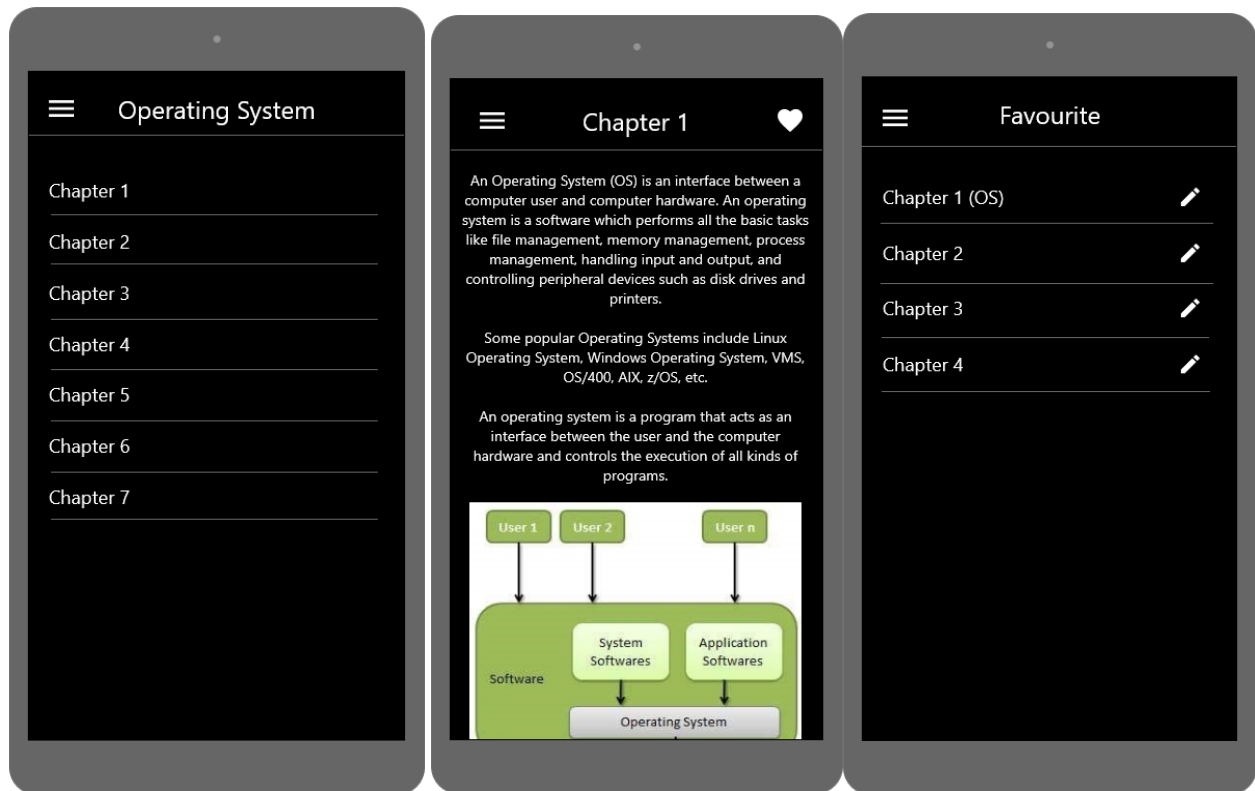 Operating System
Chapter 1
Chapter 2
Chapter 3
Chapter 4
Chapter 5
Chapter 6
Chapter 7
Chapter 1
An Operating System (OS) is an interface between a
computer user and computer hardware. An operating
system is a software which performs all the basic tasks
like file management, memory management, process
management, handling input and output, and
controlling peripheral devices such as disk drives and
printers.
Some popular Operating Systems include Linux
Operating System, Windows Operating System, VMS,
OS/400, AIX, z/OS, etc.
An operating system is a program that acts as an
interface between the user and the computer
hardware and controls the execution of all kinds of
programs.
User 1 User 2 User n
System
Softwares
Application
Softwares
Software
Operating System
Favourite
Chapter 1 (OS)
Chapter 2
Chapter 3
Chapter 4